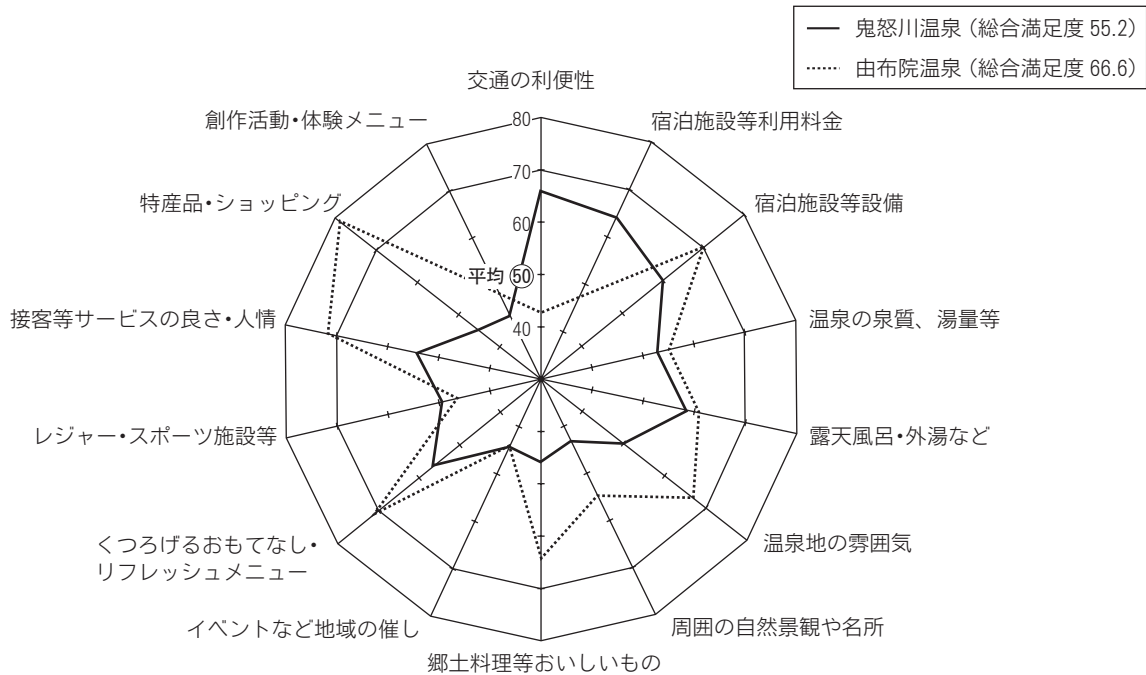 鬼怒川温泉（総合満足度 55.2）
由布院温泉（総合満足度 66.6）
交通の利便性
宿泊施設等利用料金
宿泊施設等設備
温泉の泉質、湯量等
露天風呂・外湯など
温泉地の雰囲気
周囲の自然景観や名所
郷土料理等おいしいもの
イベントなど地域の催し
くつろげるおもてなし・
リフレッシュメニュー
レジャー・スポーツ施設等
接客等サービスの良さ・人情
特産品・ショッピング
創作活動・体験メニュー
80
70
60
平均 50
40